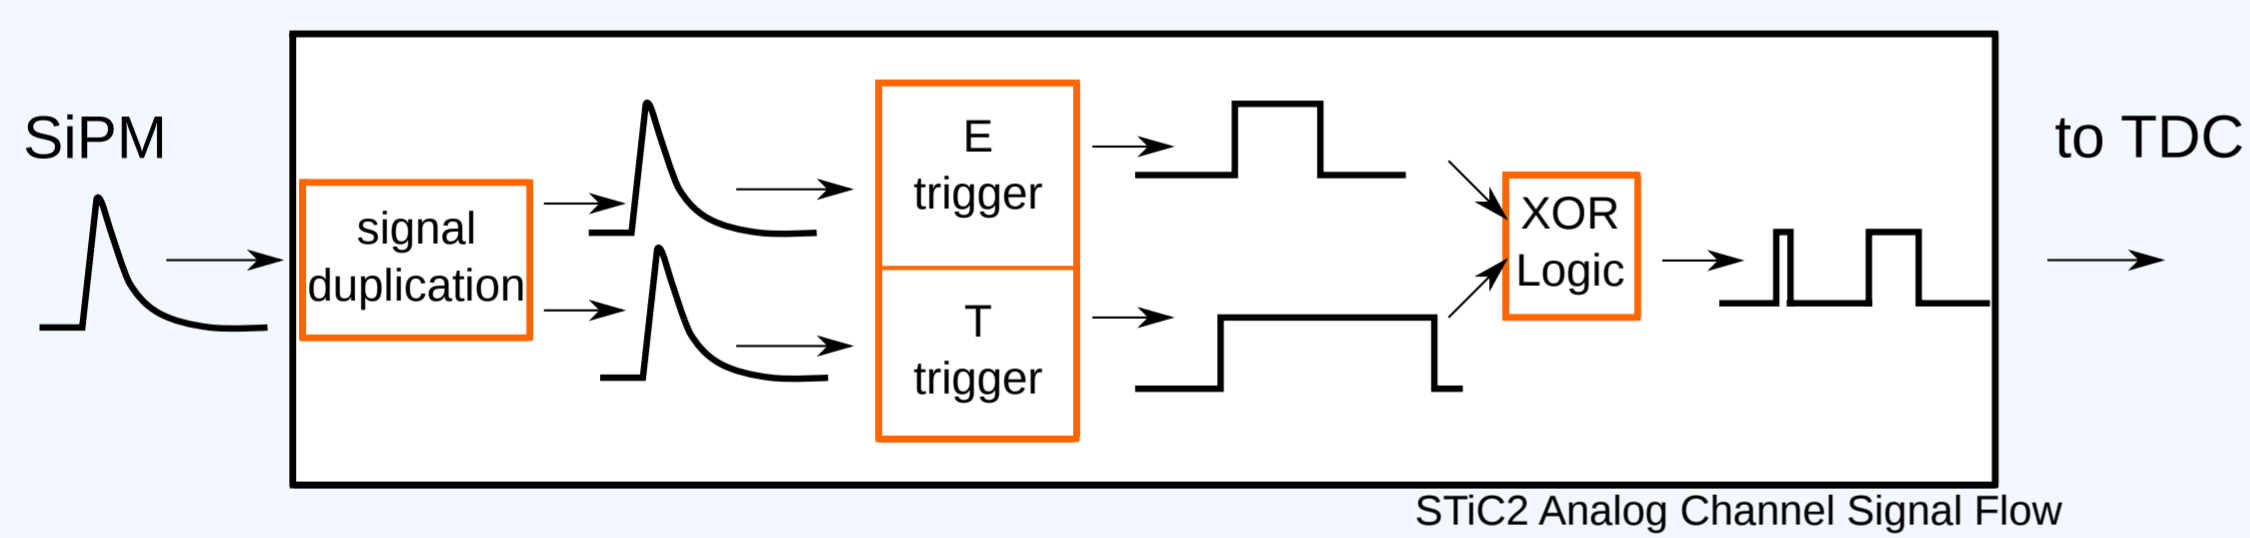 SiPM
signal
duplication
E
trigger
T
trigger
XOR
Logic
to TDC
STiC2 Analog Channel Signal Flow